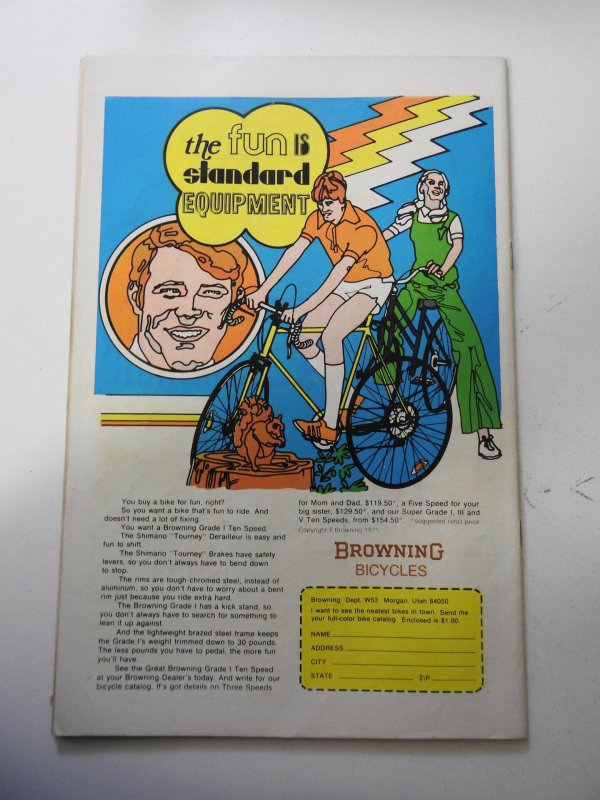 the fun IS
standard
EQUIPMENT
You buy a bike for fun, right?
So you want a bike that's fun to ride. And
doesn't need a lot of fixing.
You want a Browning Grade I Ten Speed.
The Shimano "Tourney" Derailleur is easy and
fun to shift.
The Shimano "Tourney" Brakes have safety
levers, so you don't always have to bend down
to stop.
The rims are tough chromed steel, instead of
aluminum, so you don't have to worry about a bent
rim just because you ride extra hard.
The Browning Grade I has a kick stand, so
you don't always have to search for something to
lean it up against.
And the lightweight brazed steel frame keeps
the Grade I's weight trimmed down to 30 pounds.
The less pounds you have to pedal, the more fun
you'll have.
See the Great Browning Grade I Ten Speed
at your Browning Dealer's today. And write for our
bicycle catalog. It's got details on Three Speeds
for Mom and Dad, $119.50*, a Five Speed for your
big sister, $129.50*, and our Super Grade I, III and
V Ten Speeds, from $154.50*. *suggested retail price
Copyright © Browning 1975
BROWNING
BICYCLES
Browning Dept. W53 Morgan, Utah 84050
I want to see the neatest bikes in town. Send me
your full-color bike catalog. Enclosed is $1.00.
NAME
ADDRESS
CITY
STATE ZIP